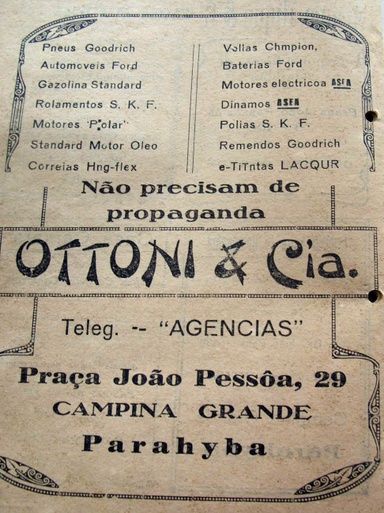 Pneus Goodrich
Automoveis Ford
Gazolina Standard
Rolamentos S. K. F.
Motores "Polar"
Standard Motor Oleo
Correias Hng-flex
Vellas Chmpion,
Baterias Ford
Motores electricoa ASEA
Dinamos ASEA
Polias S. K. F.
Remendos Goodrich
e-TiTntas LACQUR
Não precisam de
propaganda
OTTONI & Cia.
Teleg. -- "AGENCIAS"
Praça João Pessôa, 29
CAMPINA GRANDE
Parahyba